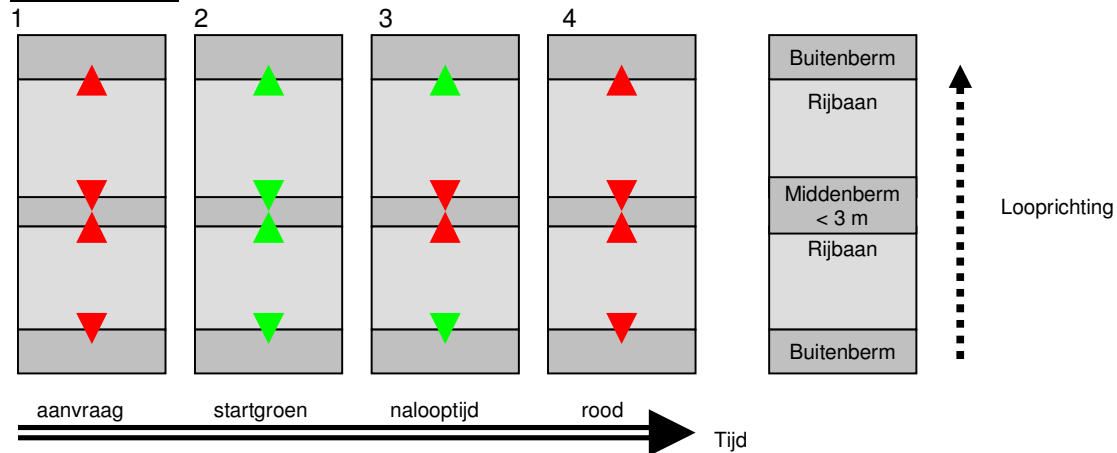 1 2 3 4
Buitenberm
Rijbaan
Middenberm
< 3 m
Looprichting
Rijbaan
Buitenberm
aanvraag startgroen nalooptijd rood
Tijd